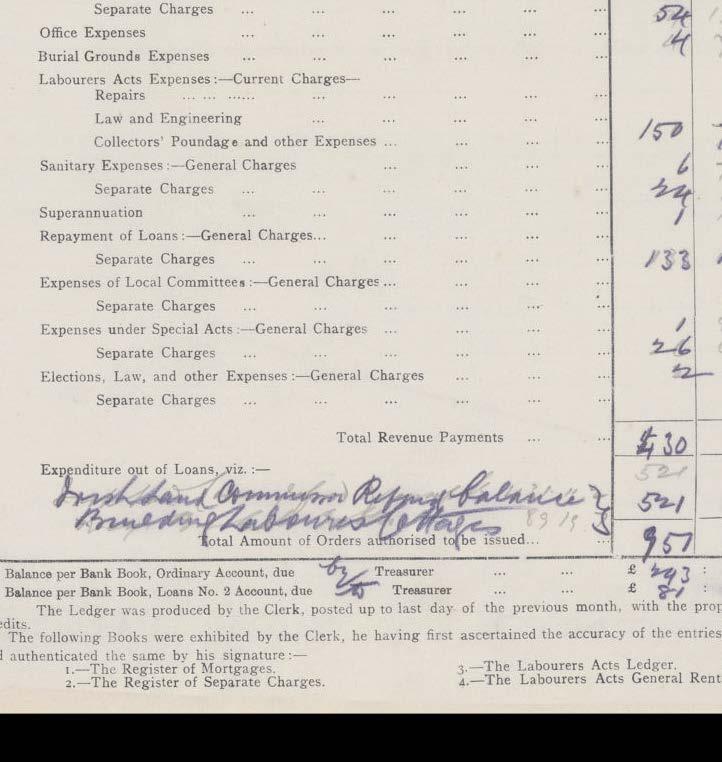 Separate Charges ... ... ... ... ... ... 54
Office Expenses ... ... ... ... ... 4
Burial Grounds Expenses ... ... ... ... ...
Labourers Acts Expenses :—Current Charges—
Repairs ... ... ...... ... ... ... ... ...
Law and Engineering ... ... ... ... ...
Collectors' Poundage and other Expenses ... ... ... ... 150
Sanitary Expenses :—General Charges ... ... ... ... 6
Separate Charges ... ... ... ... ... ... 24
Superannuation ... ... ... ... ... 1
Repayment of Loans :—General Charges... ... ... ... ...
Separate Charges ... ... ... ... ... ... 133
Expenses of Local Committees :—General Charges ... ... ... ...
Separate Charges ... ... ... ... ... ...
Expenses under Special Acts :—General Charges ... ... ... ... 1
Separate Charges ... ... ... ... ... ... 26
Elections, Law, and other Expenses :—General Charges ... ... ... 2
Separate Charges ... ... ... ... ... ...
Total Revenue Payments ... ... 430
Expenditure out of Loans, viz. :— 521
Irish Land Commission Refund balance 521
Building Labourers Cottages 89 19
Total Amount of Orders authorised to be issued... ... 951
Balance per Bank Book, Ordinary Account, due by Treasurer ... ... £ 293 :
Balance per Bank Book, Loans No. 2 Account, due to Treasurer ... ... £ 81 :
The Ledger was produced by the Clerk, posted up to last day of the previous month, with the prop
edits.
The following Books were exhibited by the Clerk, he having first ascertained the accuracy of the entries
d authenticated the same by his signature :—
1.—The Register of Mortgages. 3.—The Labourers Acts Ledger.
2.—The Register of Separate Charges. 4.—The Labourers Acts General Rent